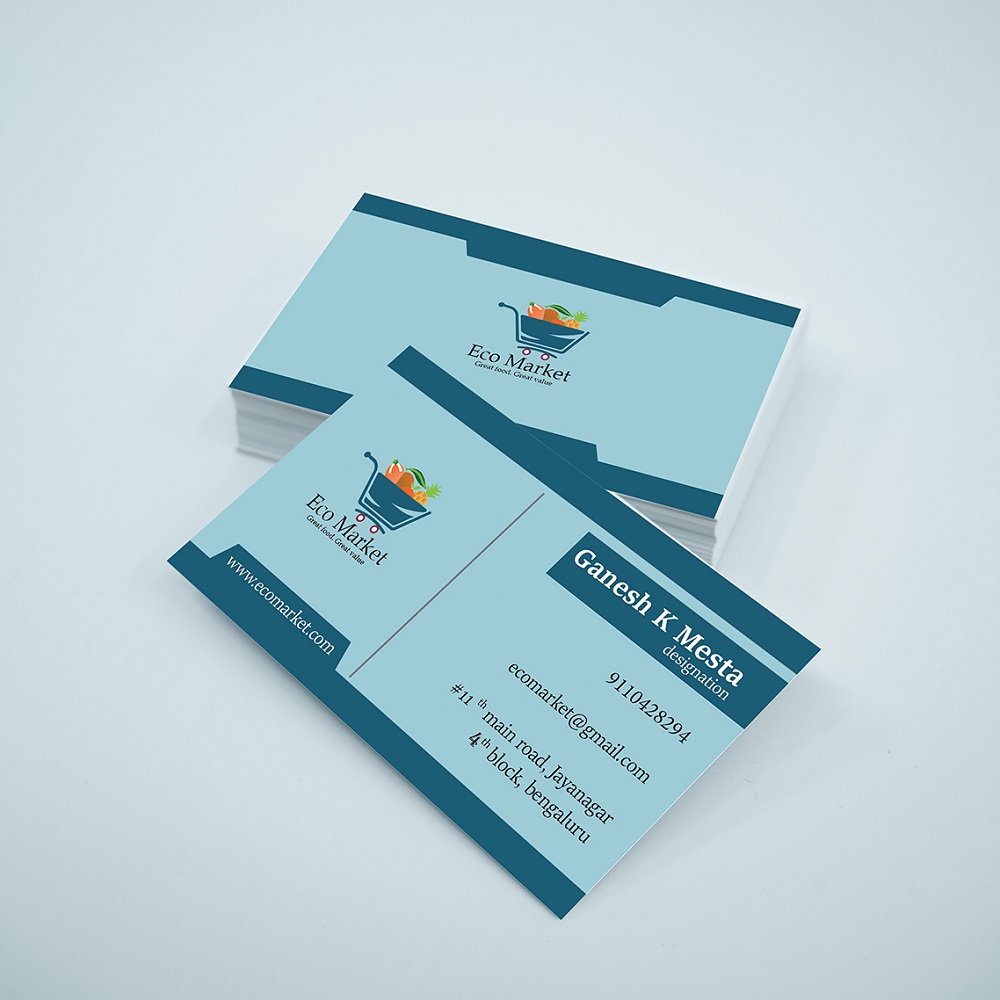 Eco Market
Great food. Great value
Eco Market
Great food. Great value
www.ecomarket.com
Ganesh K Mesta
designation
9110428294
ecomarket@gmail.com
#11 th main road, Jayanagar
4th block, bengaluru